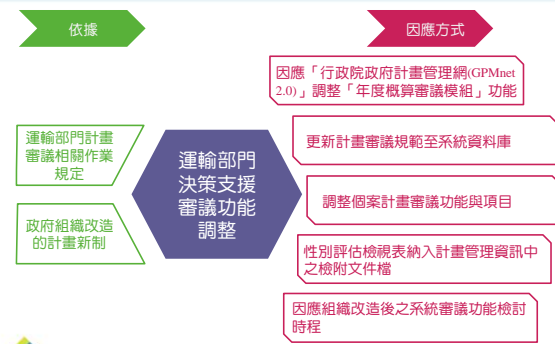 依據
因應方式
因應「行政院政府計畫管理網(GPMnet
2.0)」調整「年度概算審議模組」功能
運輸部門計畫
審議相關作業
規定
更新計畫審議規範至系統資料庫
運輸部門
決策支援
審議功能
調整
調整個案計畫審議功能與項目
政府組織改造
的計畫新制
性別評估檢視表納入計畫管理資訊中
之檢附文件檔
因應組織改造後之系統審議功能檢討
時程